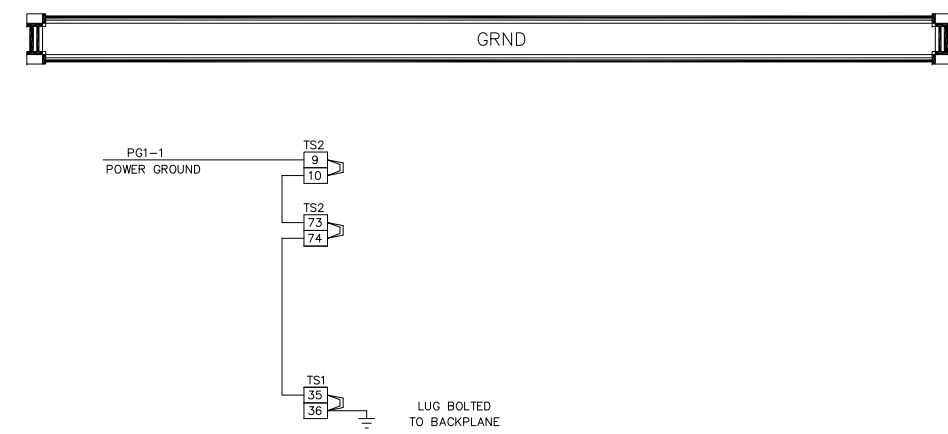 GRND
PG1-1
POWER GROUND
TS2
9
10
TS2
73
74
TS1
35
36
LUG BOLTED
TO BACKPLANE